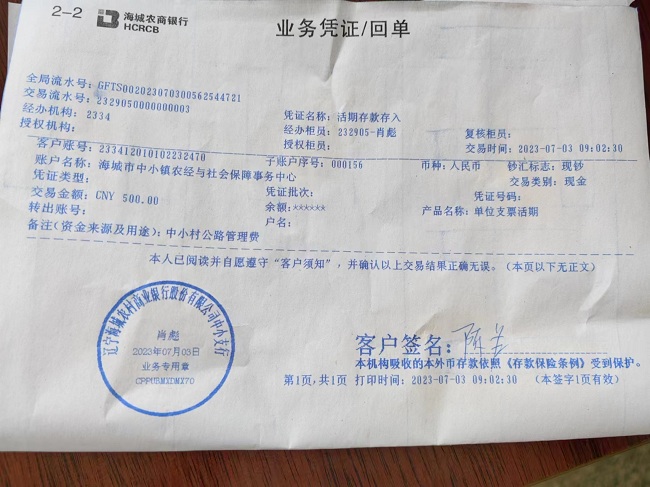 2-2 海城农商银行 HCRCB 业务凭证/回单
全局流水号: GFTS002023070300562544721
交易流水号: 2329050000000003 凭证名称: 活期存款存入
经办机构: 2334 经办柜员: 232905-肖彪 复核柜员:
授权机构: 授权柜员: 交易时间: 2023-07-03 09:02:30
客户账号: 233412010102232470 子账户序号: 000156 币种: 人民币 钞汇标志: 现钞
账户名称: 海城市中小镇农经与社会保障事务中心 交易类别: 现金
凭证类型: 凭证批次: 凭证号码:
交易金额: CNY 500.00 余额: ****** 产品名称: 单位支票活期
转出账号: 户名:
备注(资金来源及用途): 中小村公路管理费
本人已阅读并自愿遵守“客户须知”, 并确认以上交易结果正确无误。(本页以下无正文)
辽宁海城农村商业银行股份有限公司中小支行
肖彪
2023年07月03日
业务专用章
CPPUBMXDMX70
客户签名:
本机构吸收的本外币存款依照《存款保险条例》受到保护。
第1页, 共1页 打印时间: 2023-07-03 09:02:30 (本签字1页有效)